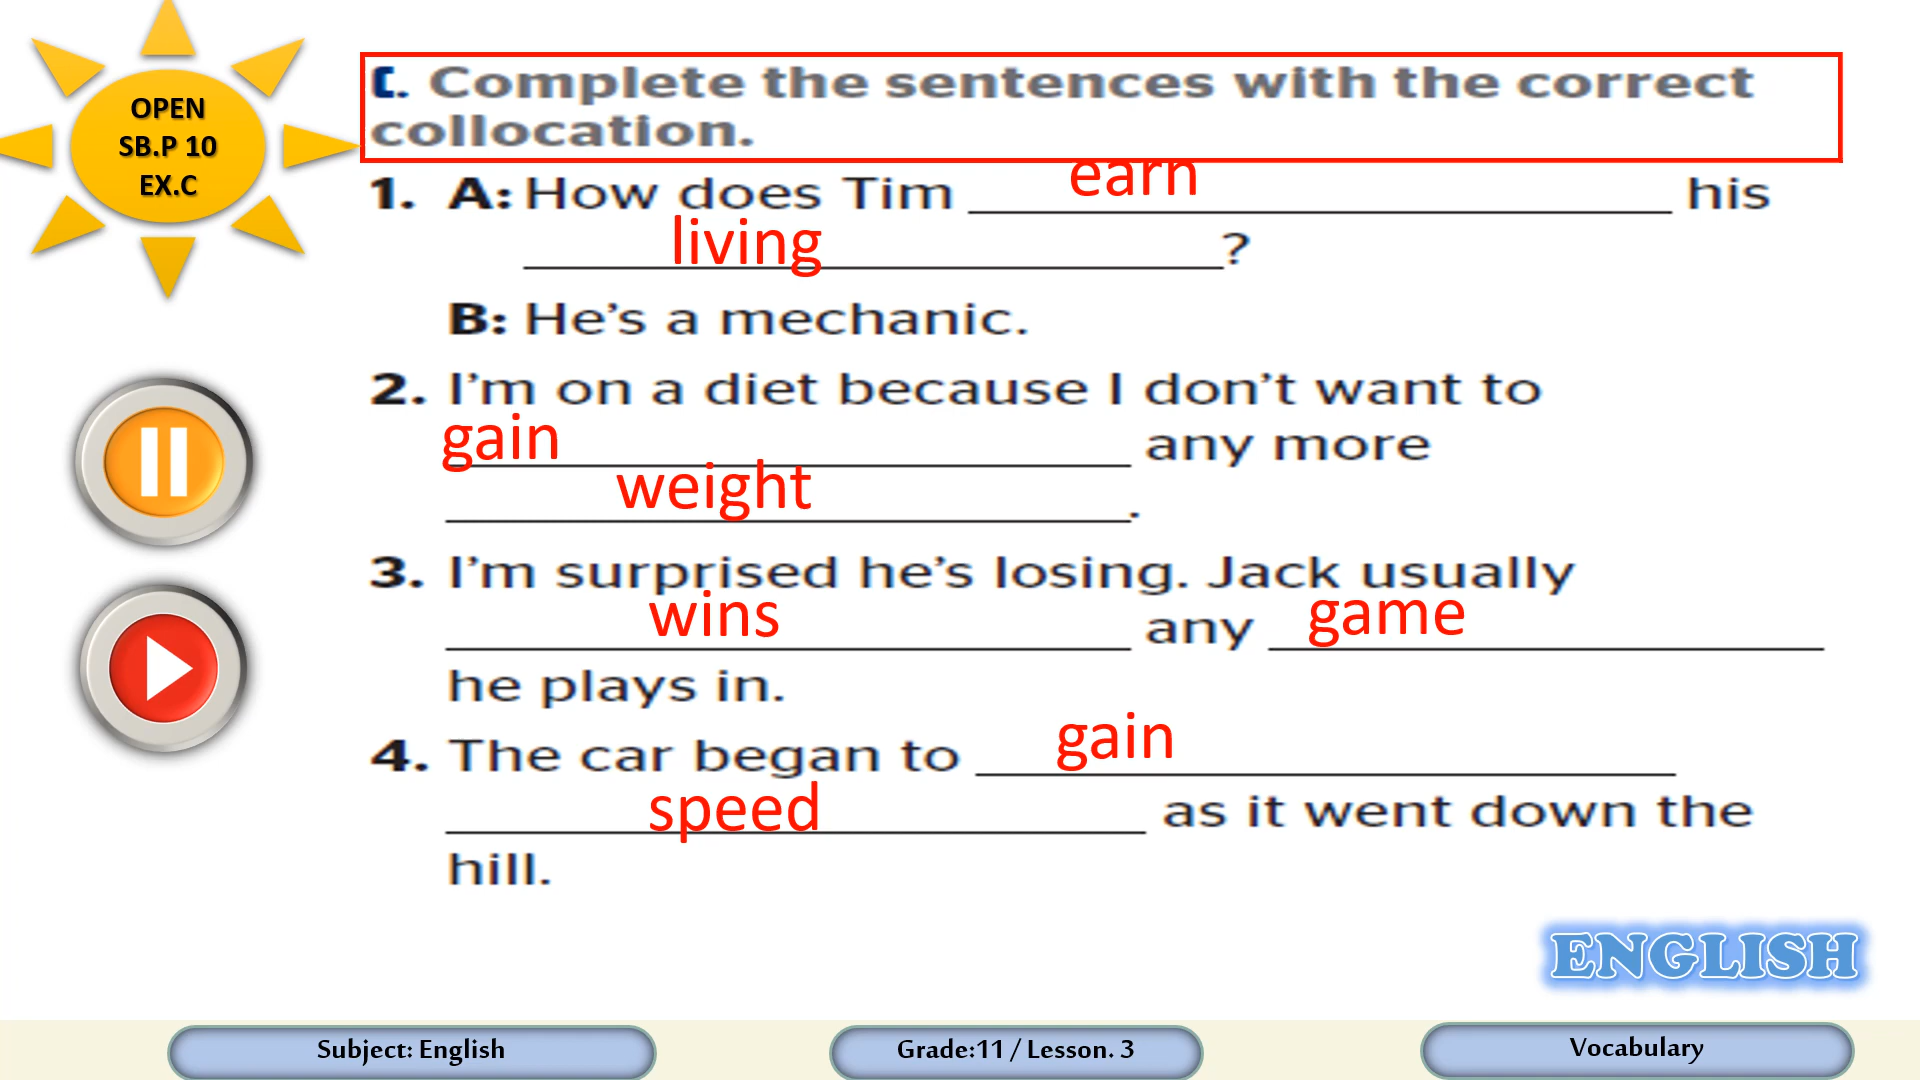 OPEN
SB.P 10
EX.C
C. Complete the sentences with the correct
collocation.
1. A: How does Tim earn his
living ?
B: He's a mechanic.
2. I'm on a diet because I don't want to
gain any more
weight .
3. I'm surprised he's losing. Jack usually
wins any game
he plays in.
4. The car began to gain
speed as it went down the
hill.
ENGLISH
Subject: English
Grade:11 / Lesson. 3
Vocabulary